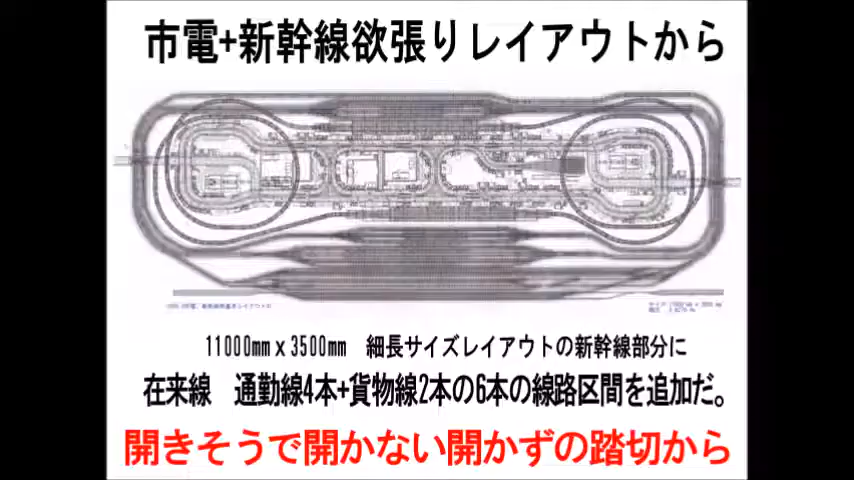 市電+新幹線欲張りレイアウトから
11000mm x 3500mm 細長サイズレイアウトの新幹線部分に
在来線 通勤線4本+貨物線2本の6本の線路区間を追加だ。
開きそうで開かない開かずの踏切から